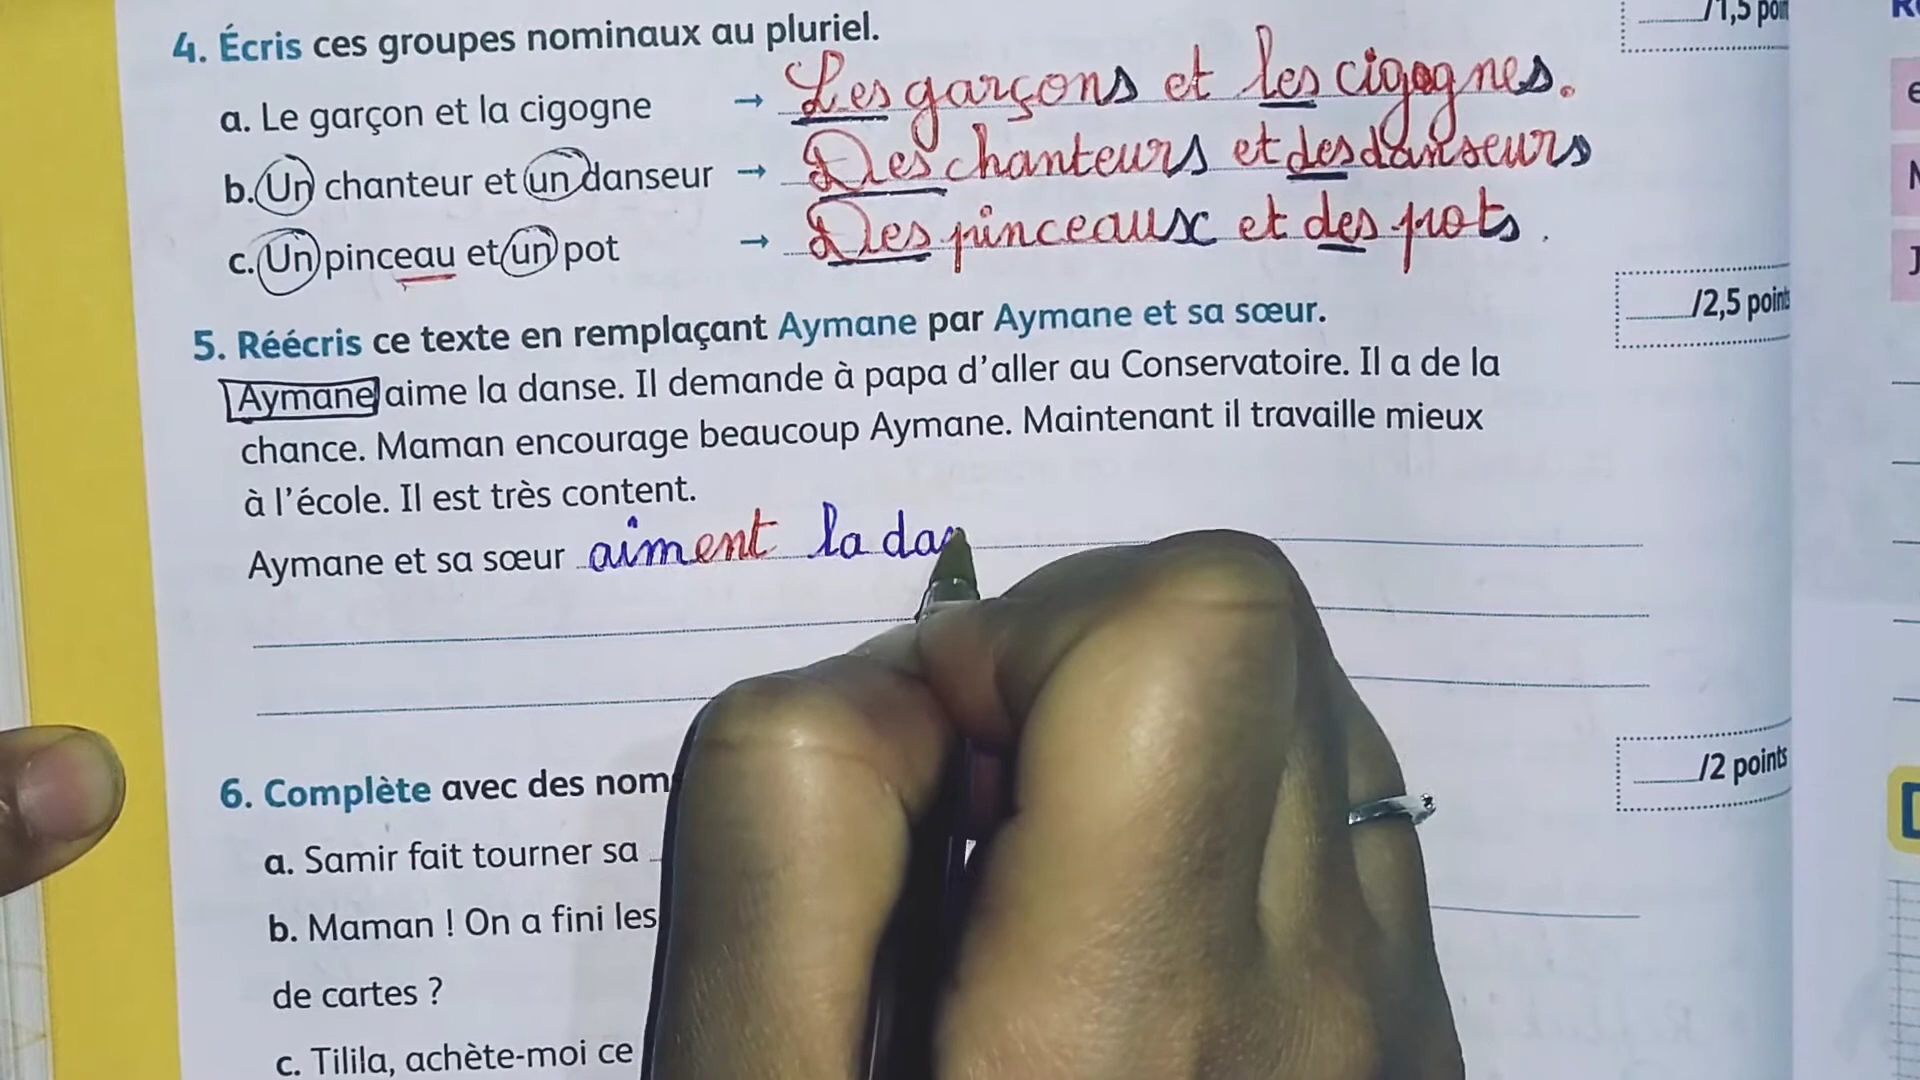 4. Écris ces groupes nominaux au pluriel.
/1,5 poin
a. Le garçon et la cigogne → Les garçons et les cigognes.
b. Un chanteur et un danseur → Des chanteurs et des danseurs
c. Un pinceau et un pot → Des pinceaux et des pots.
5. Réécris ce texte en remplaçant Aymane par Aymane et sa sœur.
/2,5 points
Aymane aime la danse. Il demande à papa d'aller au Conservatoire. Il a de la
chance. Maman encourage beaucoup Aymane. Maintenant il travaille mieux
à l'école. Il est très content.
Aymane et sa sœur aiment la dan
6. Complète avec des nom
/2 points
a. Samir fait tourner sa
b. Maman ! On a fini les
de cartes ?
c. Tilila, achète-moi ce